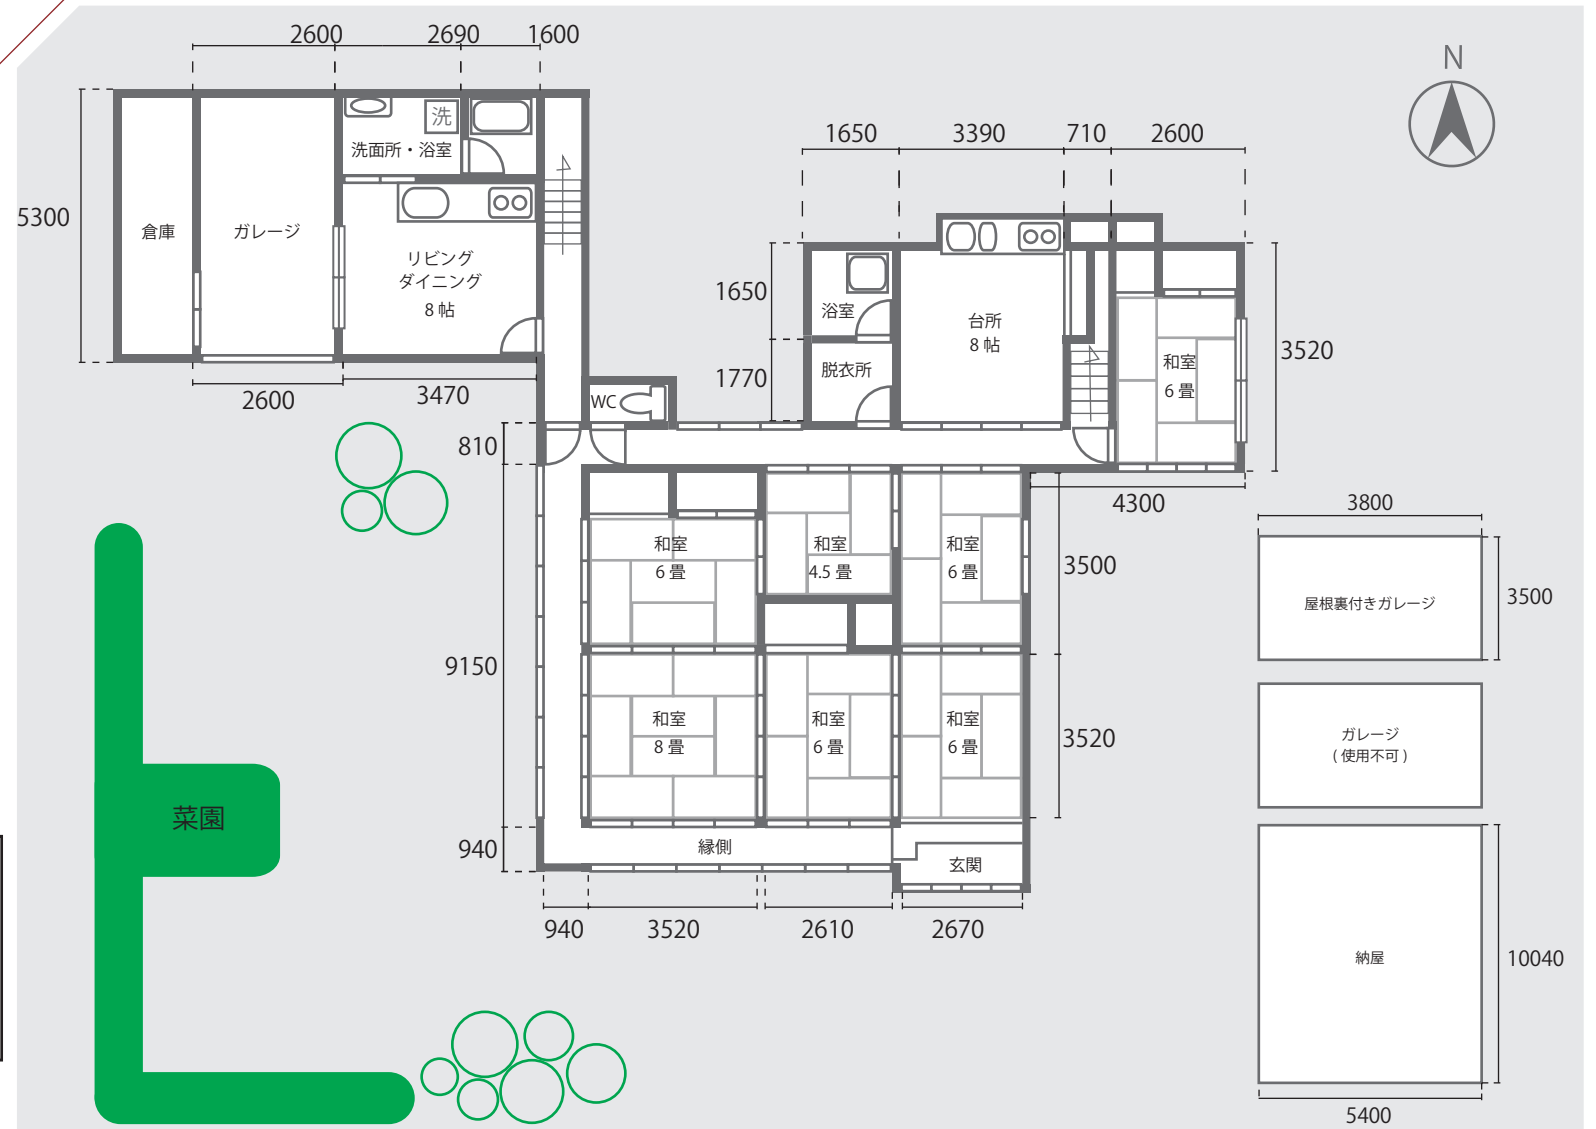 2600
2690
1600
N
1650
3390
710
2600
洗
洗面所・浴室
5300
倉庫
ガレージ
リビング
ダイニング
8 帖
1650
浴室
台所
8 帖
3520
和室
6 畳
1770
脱衣所
2600
3470
WC
810
4300
3800
和室
6 畳
和室
4.5 畳
和室
6 畳
3500
屋根裏付きガレージ
3500
9150
和室
8 畳
和室
6 畳
和室
6 畳
3520
ガレージ
( 使用不可 )
菜園
940
縁側
玄関
940
3520
2610
2670
納屋
10040
5400